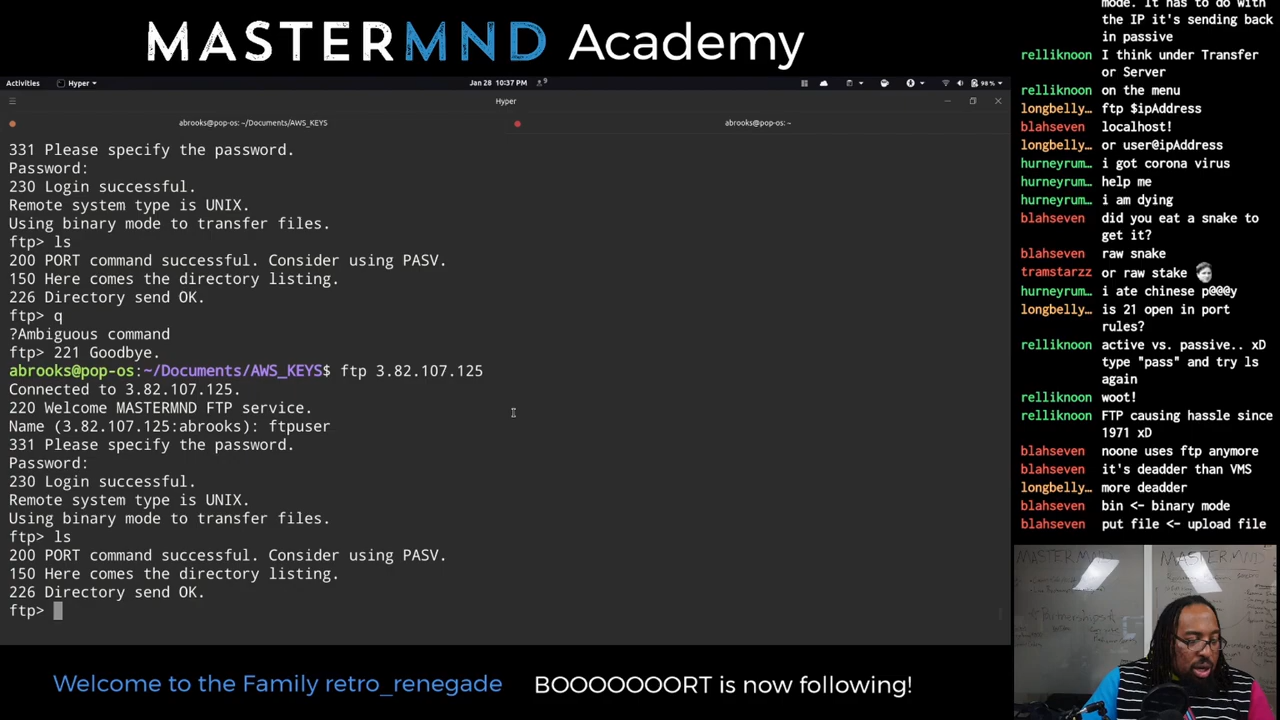 MASTERMND Academy
Activities
Hyper
Jan 28 10:37 PM
9
98 %
Hyper
abrooks@pop-os: ~/Documents/AWS_KEYS
abrooks@pop-os: ~
331 Please specify the password.
Password:
230 Login successful.
Remote system type is UNIX.
Using binary mode to transfer files.
ftp> ls
200 PORT command successful. Consider using PASV.
150 Here comes the directory listing.
226 Directory send OK.
ftp> q
?Ambiguous command
ftp> 221 Goodbye.
abrooks@pop-os:~/Documents/AWS_KEYS$ ftp 3.82.107.125
Connected to 3.82.107.125.
220 Welcome MASTERMND FTP service.
Name (3.82.107.125:abrooks): ftpuser
331 Please specify the password.
Password:
230 Login successful.
Remote system type is UNIX.
Using binary mode to transfer files.
ftp> ls
200 PORT command successful. Consider using PASV.
150 Here comes the directory listing.
226 Directory send OK.
ftp>
mode. It has to do with
the IP it's sending back
in passive
relliknoon I think under Transfer
or Server
relliknoon on the menu
longbelly… ftp $ipAddress
blahseven localhost!
longbelly… or user@ipAddress
hurneyrum… i got corona virus
hurneyrum… help me
hurneyrum… i am dying
blahseven did you eat a snake to
get it?
blahseven raw snake
tramstarzz or raw stake
hurneyrum… i ate chinese p@@@y
longbelly… is 21 open in port
rules?
relliknoon active vs. passive.. xD
type "pass" and try ls
again
relliknoon woot!
relliknoon FTP causing hassle since
1971 xD
blahseven noone uses ftp anymore
blahseven it's deadder than VMS
longbelly… more deadder
blahseven bin <- binary mode
blahseven put file <- upload file
MASTERMND
MASTERMND
Welcome to the Family retro_renegade
BOOOOOOORT is now following!